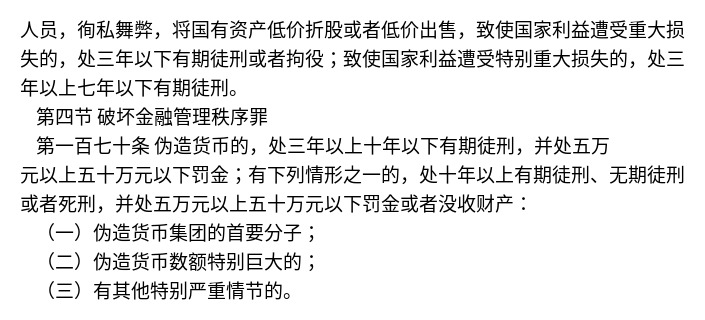 人员，徇私舞弊，将国有资产低价折股或者低价出售，致使国家利益遭受重大损
失的，处三年以下有期徒刑或者拘役；致使国家利益遭受特别重大损失的，处三
年以上七年以下有期徒刑。
第四节 破坏金融管理秩序罪
第一百七十条 伪造货币的，处三年以上十年以下有期徒刑，并处五万
元以上五十万元以下罚金；有下列情形之一的，处十年以上有期徒刑、无期徒刑
或者死刑，并处五万元以上五十万元以下罚金或者没收财产：
（一）伪造货币集团的首要分子；
（二）伪造货币数额特别巨大的；
（三）有其他特别严重情节的。